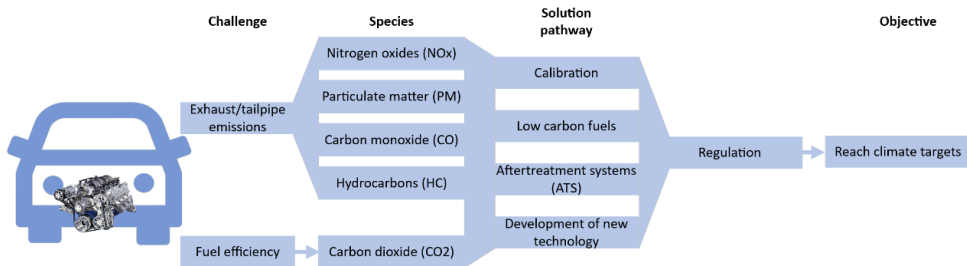 Challenge
Species
Solution
pathway
Objective
Nitrogen oxides (NOx)
Calibration
Particulate matter (PM)
Exhaust/tailpipe
emissions
Low carbon fuels
Carbon monoxide (CO)
Regulation
Reach climate targets
Hydrocarbons (HC)
Aftertreatment systems
(ATS)
Development of new
technology
Fuel efficiency
Carbon dioxide (CO2)